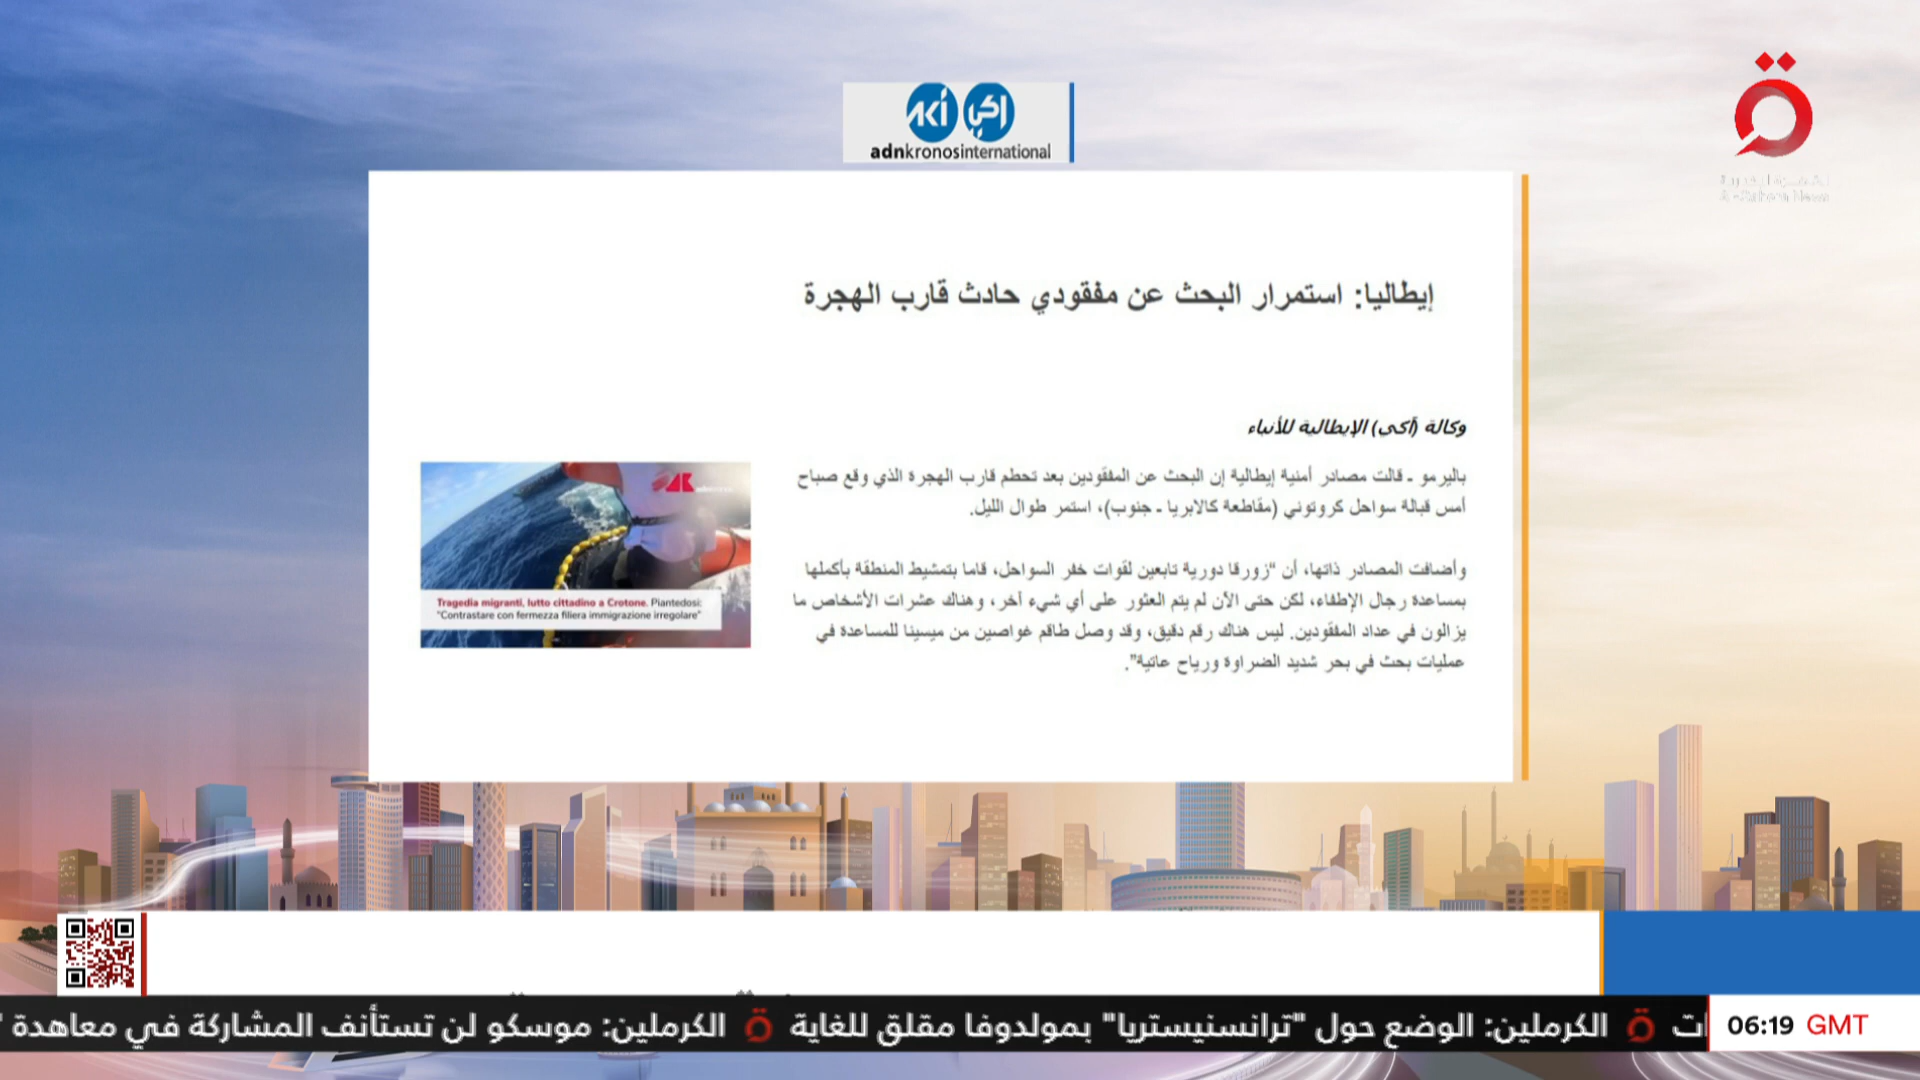 AKI اكي
adnkronosinternational
إيطاليا: استمرار البحث عن مفقودي حادث قارب الهجرة
وكالة (آكي) الإيطالية للأنباء
باليرمو ـ قالت مصادر أمنية إيطالية إن البحث عن المفقودين بعد تحطم قارب الهجرة الذي وقع صباح
أمس قبالة سواحل كروتوني (مقاطعة كالابريا ـ جنوب)، استمر طوال الليل.
وأضافت المصادر ذاتها، أن “زورقا دورية تابعين لقوات خفر السواحل، قاما بتمشيط المنطقة بأكملها
بمساعدة رجال الإطفاء، لكن حتى الآن لم يتم العثور على أي شيء آخر، وهناك عشرات الأشخاص ما
يزالون في عداد المفقودين. ليس هناك رقم دقيق، وقد وصل طاقم غواصين من ميسينا للمساعدة في
عمليات بحث في بحر شديد الضراوة ورياح عاتية”.
Tragedia migranti, lutto cittadino a Crotone. Piantedosi:
"Contrastare con fermezza filiera immigrazione irregolare"
ات
الكرملين: الوضع حول "ترانسنيستريا" بمولدوفا مقلق للغاية
الكرملين: موسكو لن تستأنف المشاركة في معاهدة "
06:19 GMT